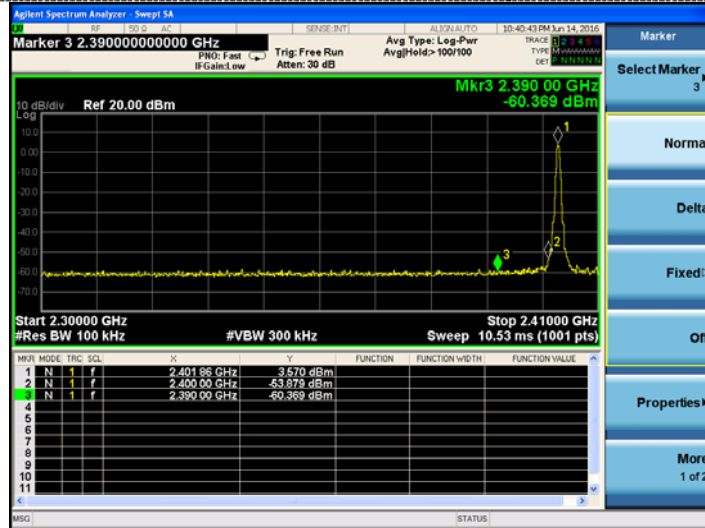 Agilent Spectrum Analyzer - Swept SA
RF 50 Ω AC SENSE:INT ALIGN AUTO 10:40:43 PM Jun 14, 2016
Marker 3 2.390000000000 GHz
PNO: Fast
IFGain:Low
Trig: Free Run
Atten: 30 dB
Avg Type: Log-Pwr
Avg|Hold:>100/100
TRACE 1 2 3 4 5 6
TYPE M
DET P N N N N N
Mkr3 2.390 00 GHz
-60.369 dBm
10 dB/div Ref 20.00 dBm
Log
10.0
0.00
-10.0
-20.0
-30.0
-40.0
-50.0
-60.0
-70.0
1
2
3
Start 2.30000 GHz Stop 2.41000 GHz
#Res BW 100 kHz #VBW 300 kHz Sweep 10.53 ms (1001 pts)
MKR MODE TRC SCL X Y FUNCTION FUNCTION WIDTH FUNCTION VALUE
1 N 1 f 2.401 86 GHz 3.570 dBm
2 N 1 f 2.400 00 GHz -53.879 dBm
3 N 1 f 2.390 00 GHz -60.369 dBm
4
5
6
7
8
9
10
11
MSG STATUS
Marker
Select Marker
3
Norma
Delta
Fixed
Of
Properties
More
1 of 2